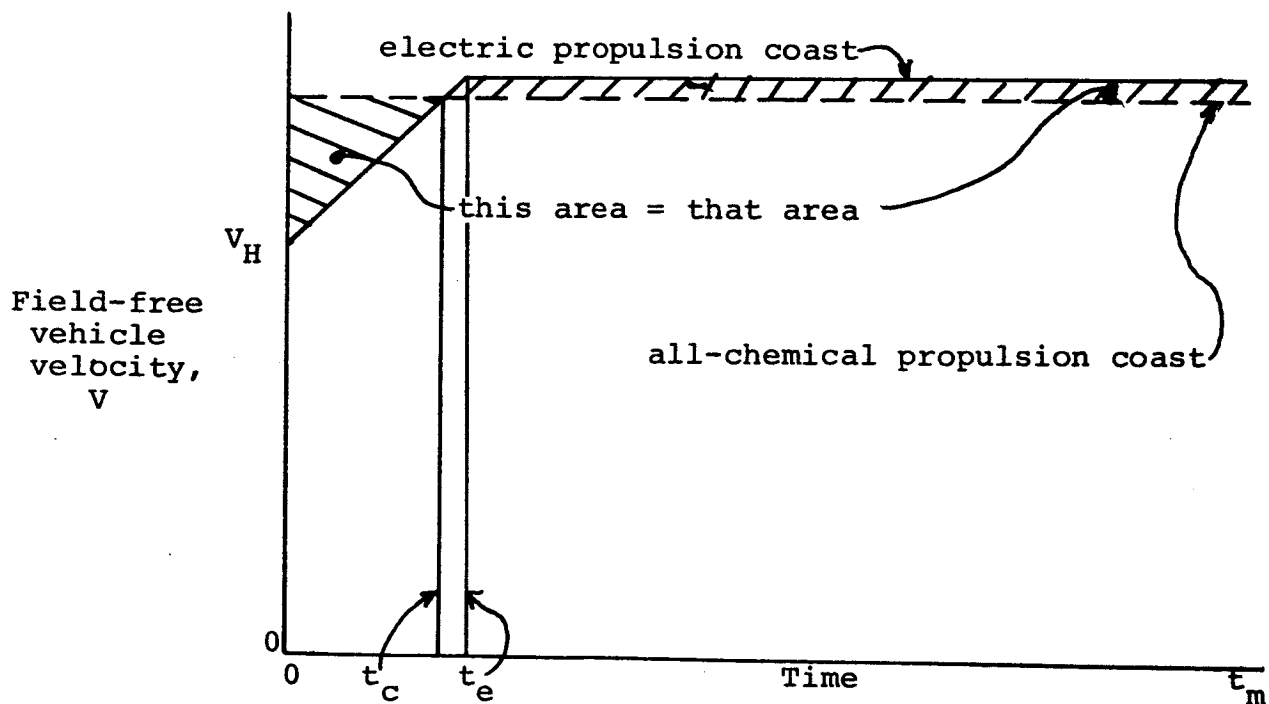 electric propulsion coast
this area = that area
V_H
Field-free
vehicle
velocity,
V
all-chemical propulsion coast
0
0
t_c
t_e
Time
t_m